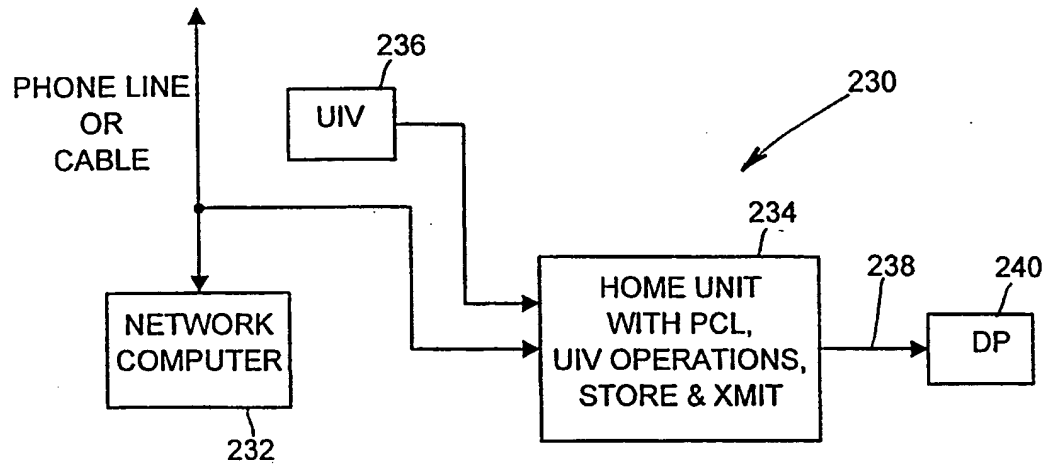 236
PHONE LINE
OR
CABLE
UIV
230
234
238
240
HOME UNIT
WITH PCL,
UIV OPERATIONS,
STORE & XMIT
DP
NETWORK
COMPUTER
232